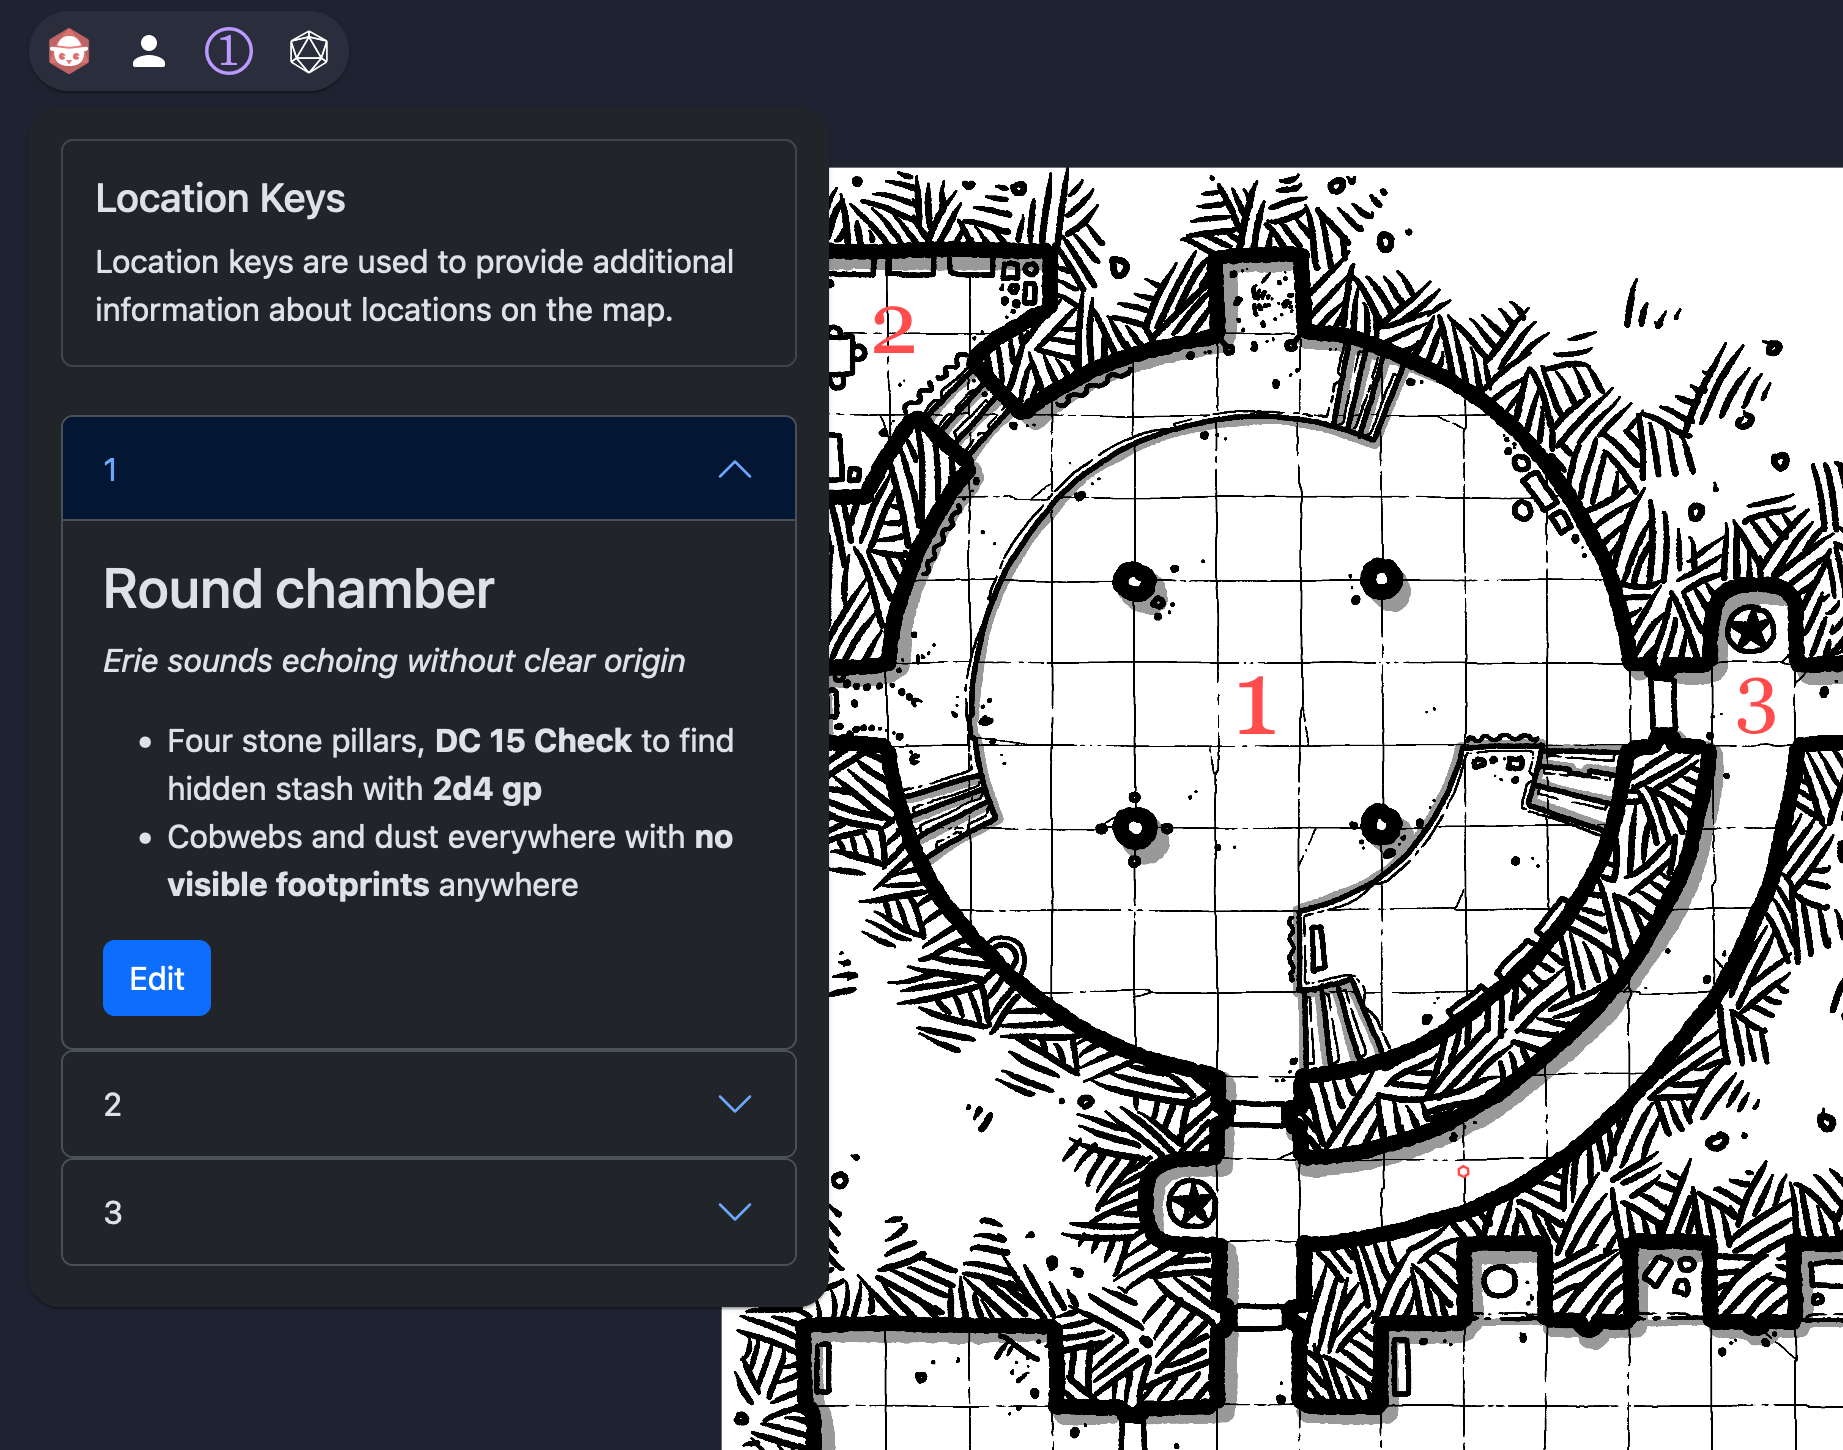 1
Location Keys
Location keys are used to provide additional
information about locations on the map.
1
Round chamber
Erie sounds echoing without clear origin
Four stone pillars, DC 15 Check to find
hidden stash with 2d4 gp
Cobwebs and dust everywhere with no
visible footprints anywhere
Edit
2
3
2
1
3